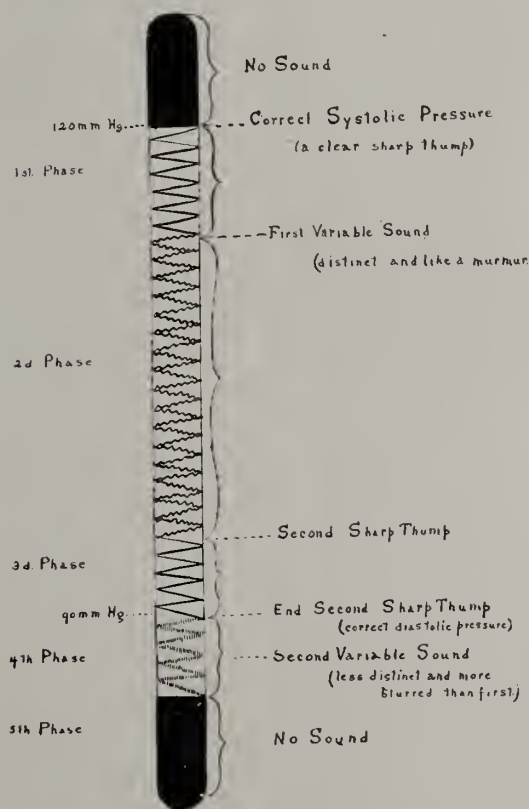 No Sound
120mm Hg. Correct Systolic Pressure
(a clear sharp thump)
1st. Phase
First Variable Sound
(distinct and like a murmur.
2d Phase
Second Sharp Thump
3d. Phase
90mm Hg End Second Sharp Thump
(correct diastolic pressure)
4th Phase Second Variable Sound
(less distinct and more
blurred than first.)
5th Phase
No Sound